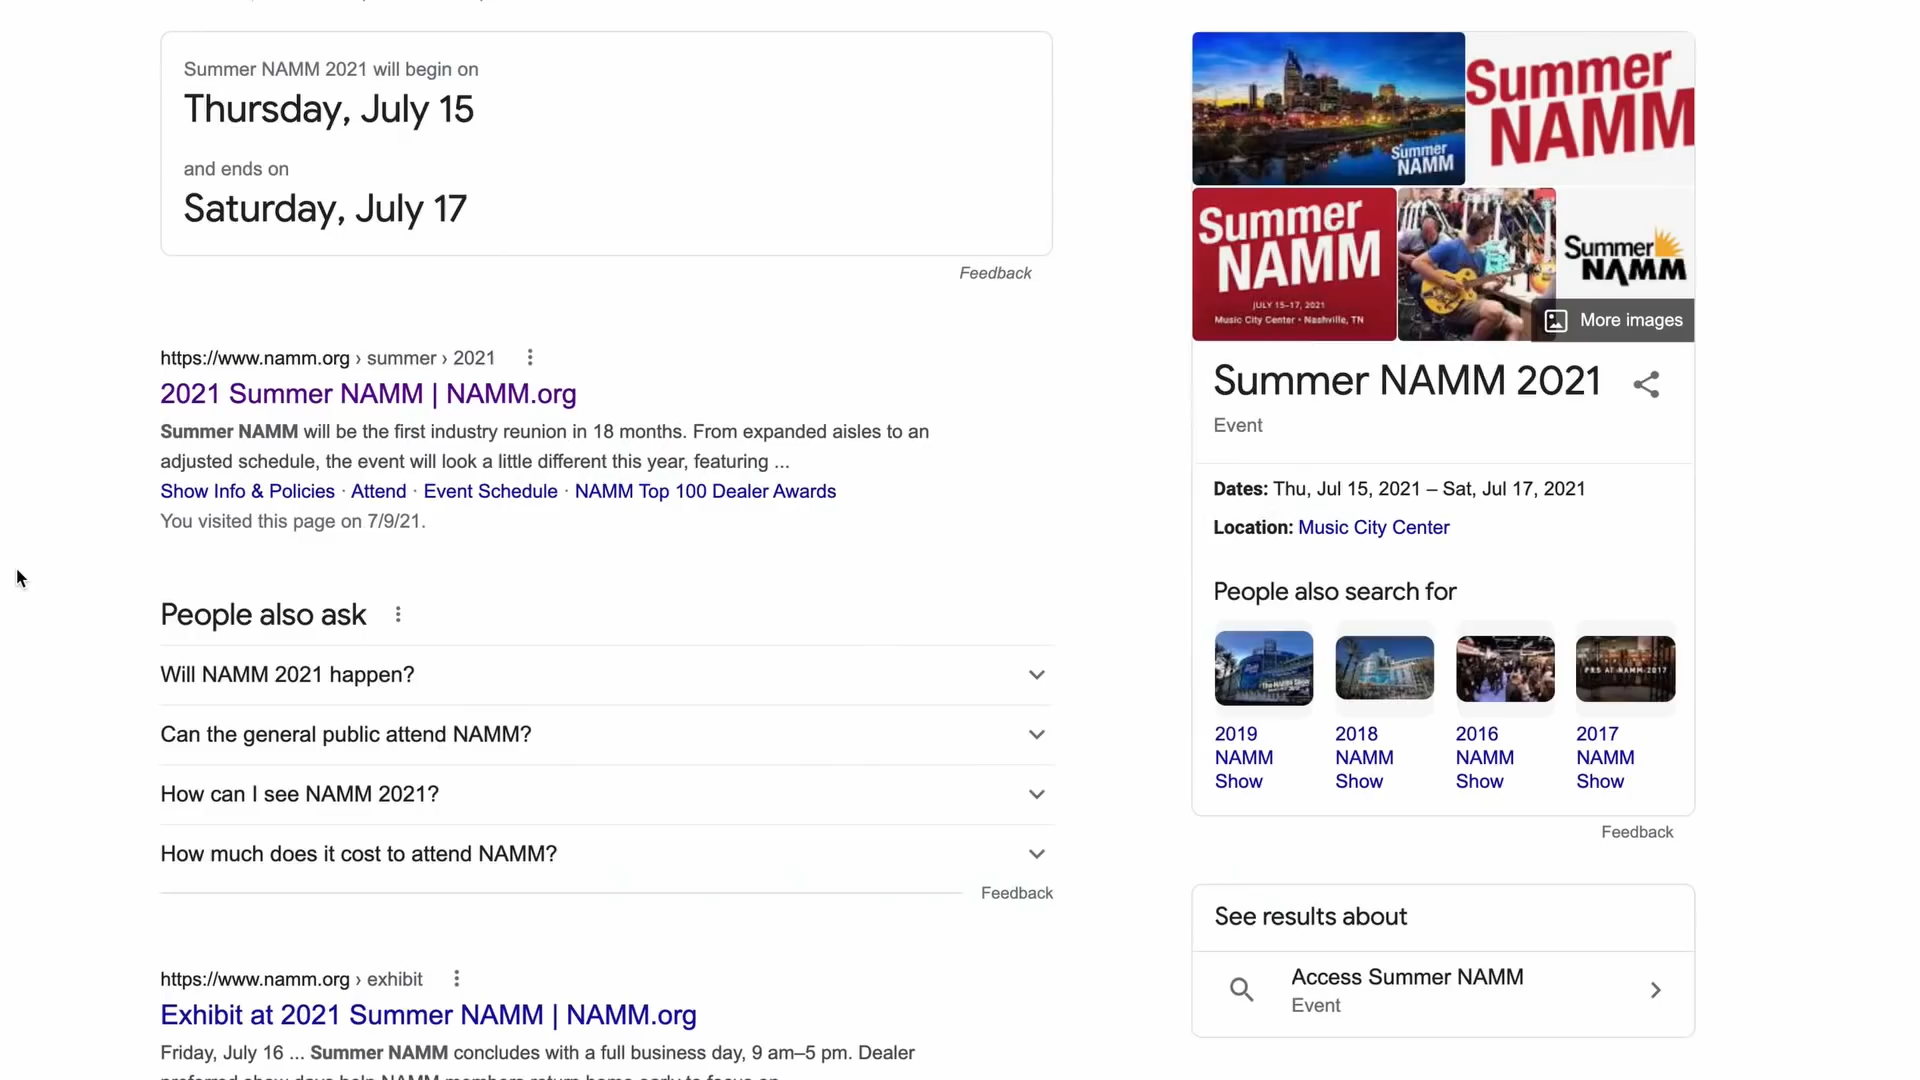 Summer NAMM 2021 will begin on
Thursday, July 15
and ends on
Saturday, July 17
Feedback
https://www.namm.org › summer › 2021
2021 Summer NAMM | NAMM.org
Summer NAMM will be the first industry reunion in 18 months. From expanded aisles to an
adjusted schedule, the event will look a little different this year, featuring ...
Show Info & Policies · Attend · Event Schedule · NAMM Top 100 Dealer Awards
You visited this page on 7/9/21.
People also ask
Will NAMM 2021 happen?
Can the general public attend NAMM?
How can I see NAMM 2021?
How much does it cost to attend NAMM?
Feedback
https://www.namm.org › exhibit
Exhibit at 2021 Summer NAMM | NAMM.org
Friday, July 16 ... Summer NAMM concludes with a full business day, 9 am–5 pm. Dealer
Summer
NAMM
Summer
NAMM
Summer
NAMM
JULY 15–17, 2021
Music City Center • Nashville, TN
Summer
NAMM
More images
Summer NAMM 2021
Event
Dates: Thu, Jul 15, 2021 – Sat, Jul 17, 2021
Location: Music City Center
People also search for
PRS AT NAMM 2017
2019
NAMM
Show
2018
NAMM
Show
2016
NAMM
Show
2017
NAMM
Show
Feedback
See results about
Access Summer NAMM
Event